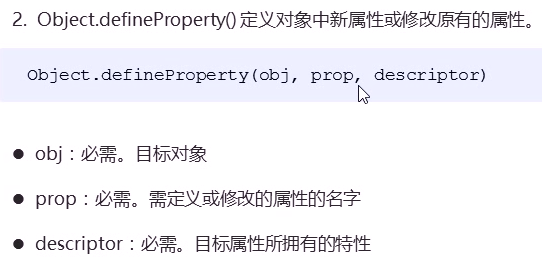 2. Object.defineProperty() 定义对象中新属性或修改原有的属性。
Object.defineProperty(obj, prop, descriptor)
● obj：必需。目标对象
● prop：必需。需定义或修改的属性的名字
● descriptor：必需。目标属性所拥有的特性